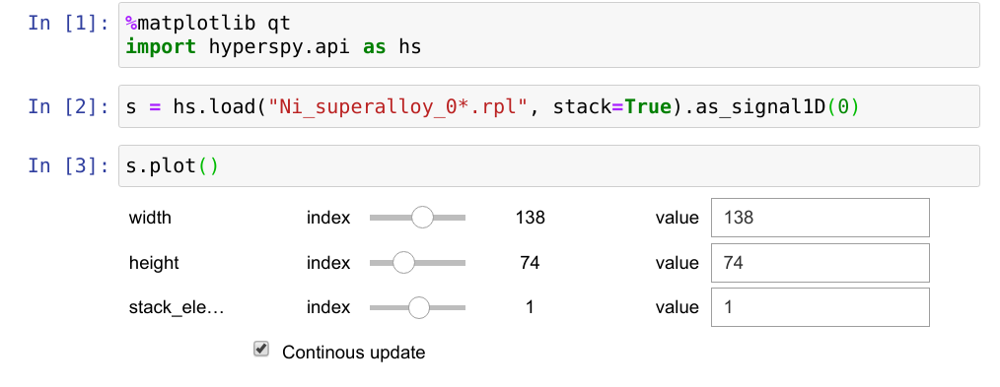 In [1]: %matplotlib qt
import hyperspy.api as hs
In [2]: s = hs.load("Ni_superalloy_0*.rpl", stack=True).as_signal1D(0)
In [3]: s.plot()
width index 138 value 138
height index 74 value 74
stack_ele… index 1 value 1
Continous update